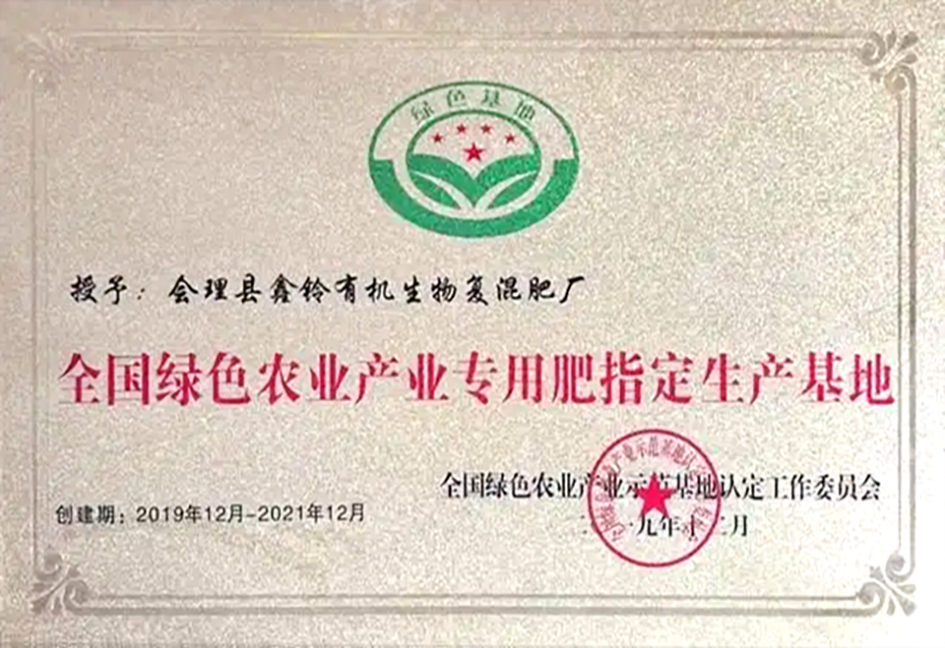 绿色基地
授予：会理县鑫铃有机生物复混肥厂
全国绿色农业产业专用肥指定生产基地
全国绿色农业产业示范基地认定工作委员会
创建期：2019年12月-2021年12月
九年十二月